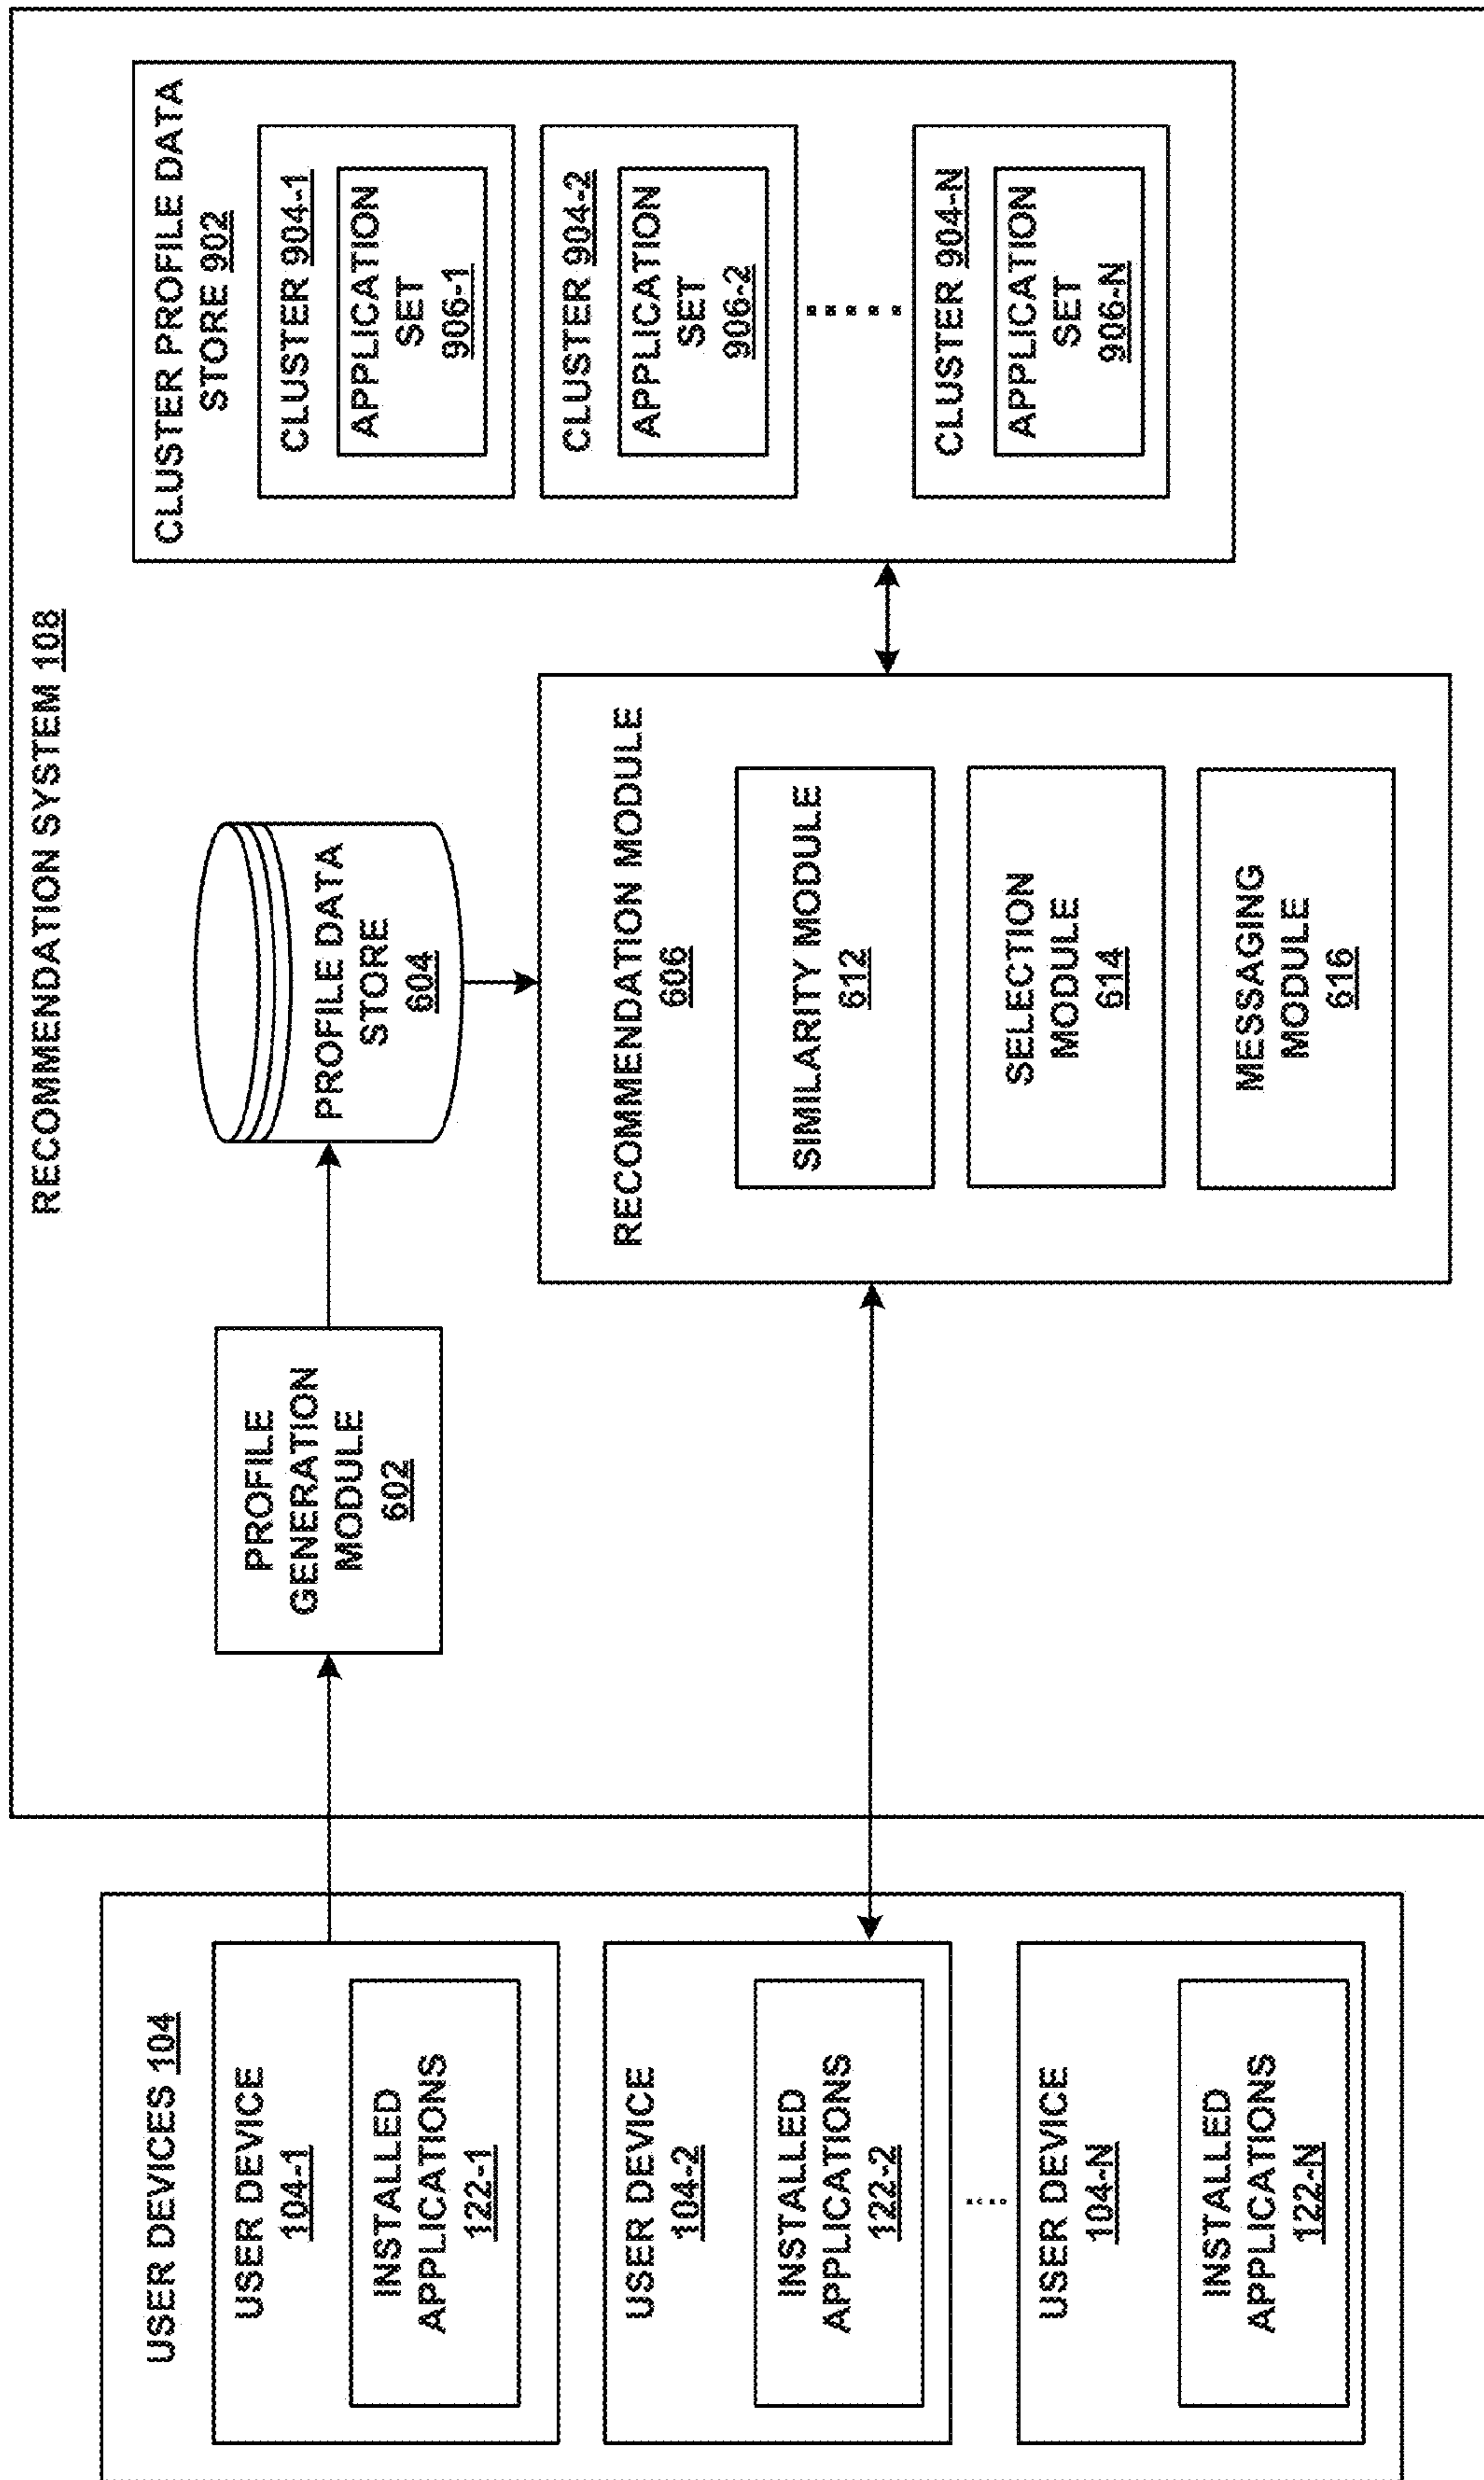 USER DEVICES 104
USER DEVICE
104-1
INSTALLED
APPLICATIONS
122-1
USER DEVICE
104-2
INSTALLED
APPLICATIONS
122-2
USER DEVICE
104-N
INSTALLED
APPLICATIONS
122-N
RECOMMENDATION SYSTEM 108
PROFILE
GENERATION
MODULE
602
PROFILE DATA
STORE
604
RECOMMENDATION MODULE
606
SIMILARITY MODULE
612
SELECTION
MODULE
614
MESSAGING
MODULE
616
CLUSTER PROFILE DATA
STORE 902
CLUSTER 904-1
APPLICATION
SET
906-1
CLUSTER 904-2
APPLICATION
SET
906-2
CLUSTER 904-N
APPLICATION
SET
906-N